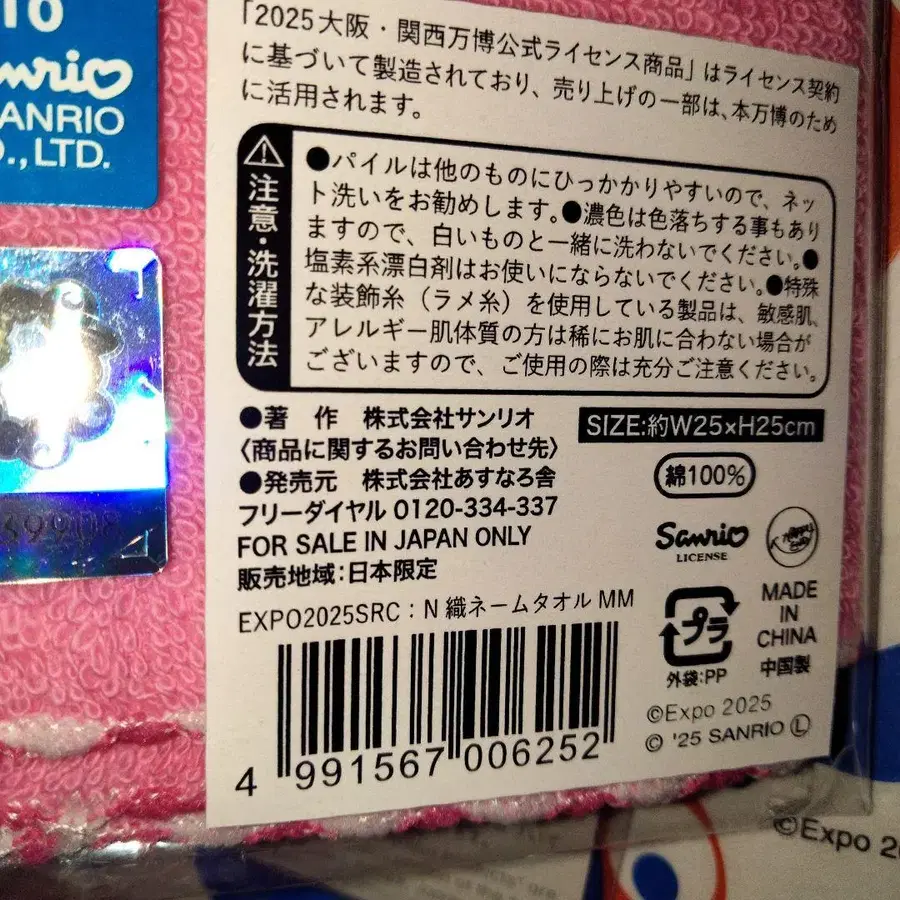 10
Sanrio
SANRIO
CO.,LTD.
「2025大阪・関西万博公式ライセンス商品」はライセンス契約
に基づいて製造されており、売り上げの一部は、本万博のため
に活用されます。
注意・洗濯方法
●パイルは他のものにひっかかりやすいので、ネッ
ト洗いをお勧めします。●濃色は色落ちする事もあり
ますので、白いものと一緒に洗わないでください。●
塩素系漂白剤はお使いにならないでください。●特殊
な装飾糸（ラメ糸）を使用している製品は、敏感肌、
アレルギー肌体質の方は稀にお肌に合わない場合が
ございますので、ご使用の際は充分ご注意ください。
●著 作 株式会社サンリオ
〈商品に関するお問い合わせ先〉
●発売元 株式会社あすなろ舎
フリーダイヤル 0120-334-337
FOR SALE IN JAPAN ONLY
販売地域:日本限定
SIZE:約W25×H25cm
綿100%
Sanrio
LICENSE
EXPO2025SRC：N 織ネームタオル MM
プラ
外袋:PP
MADE
IN
CHINA
中国製
4 991567 006252
©Expo 2025
© '25 SANRIO Ⓛ
©Expo 20